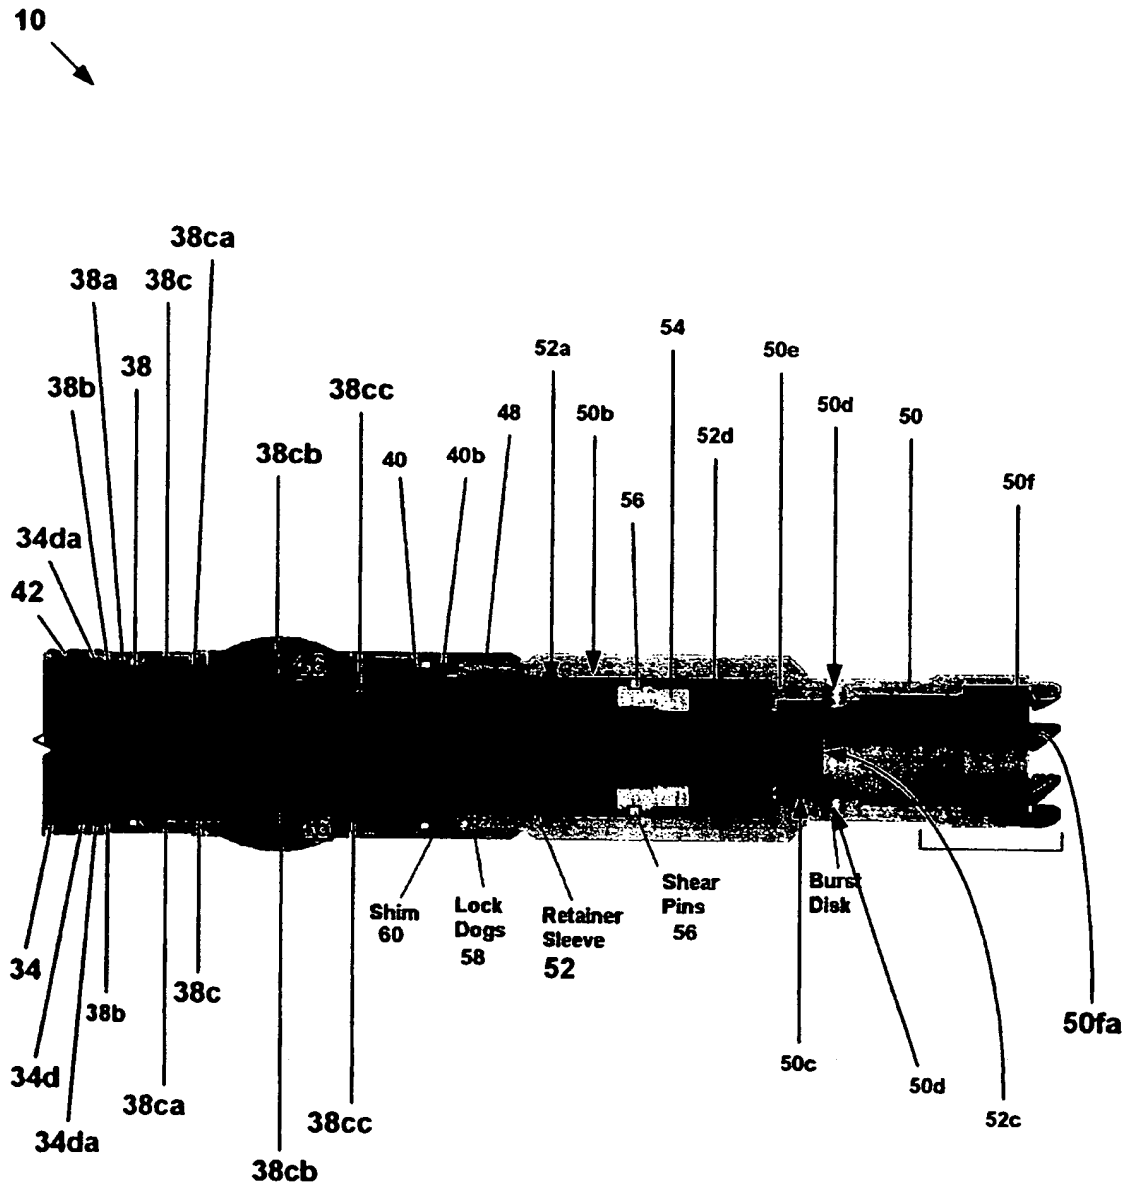 10
38ca
38a
38c
54
52a
50e
38
38b
38cc
50d
48
50b
50
52d
38cb
40
40b
50f
56
34da
42
Shear
Pins
56
Burst
Disk
Lock
Dogs
58
Shim
60
Retainer
Sleeve
52
34
38c
38b
50fa
50c
34d
50d
38ca
52c
38cc
34da
38cb